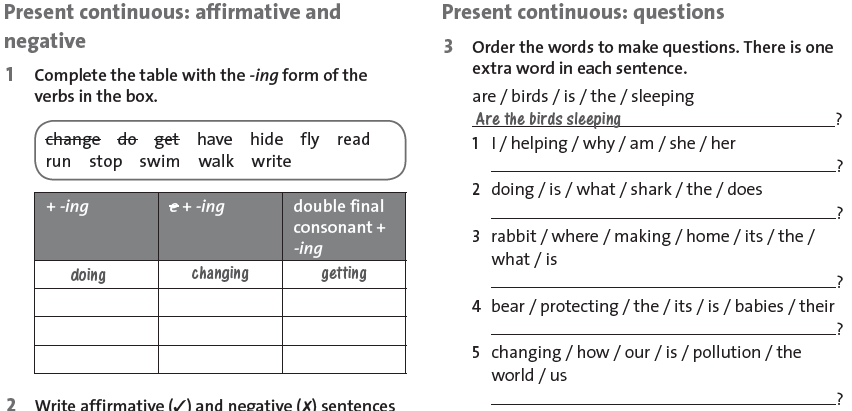 Present continuous: affirmative and
negative
1 Complete the table with the -ing form of the
verbs in the box.
change do get have hide fly read
run stop swim walk write
+ -ing
e + -ing
double final
consonant +
-ing
doing
changing
getting
2 Write affirmative (✓) and negative (✗) sentences
Present continuous: questions
3 Order the words to make questions. There is one
extra word in each sentence.
are / birds / is / the / sleeping
Are the birds sleeping ?
1 I / helping / why / am / she / her
?
2 doing / is / what / shark / the / does
?
3 rabbit / where / making / home / its / the /
what / is
?
4 bear / protecting / the / its / is / babies / their
?
5 changing / how / our / is / pollution / the
world / us
?